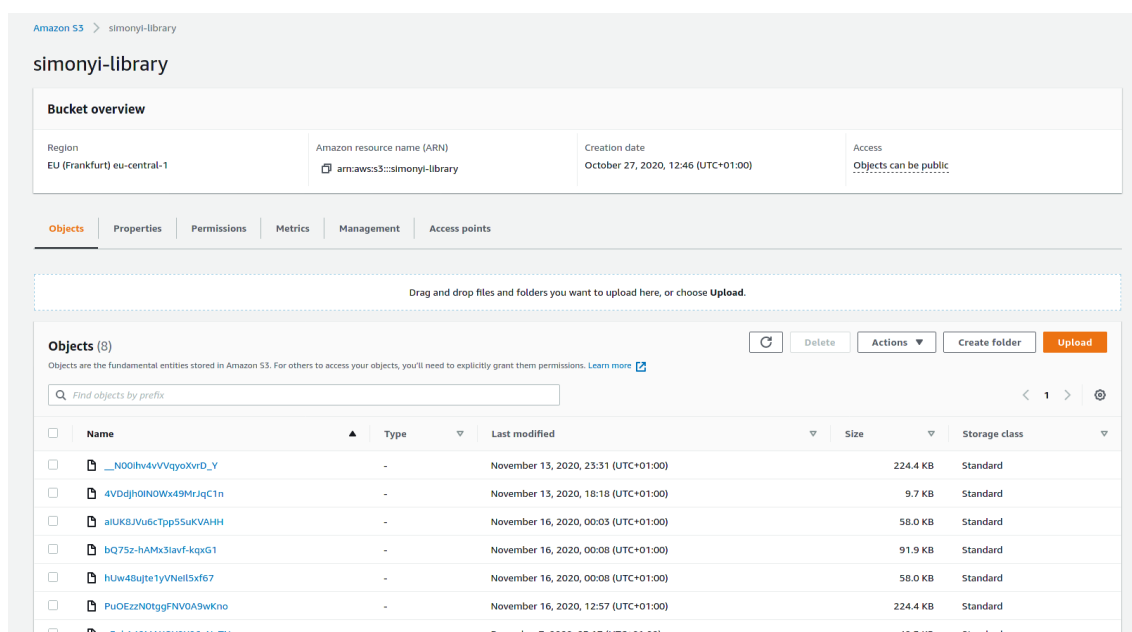 Amazon S3 > simonyi-library
simonyi-library
Bucket overview
Region
EU (Frankfurt) eu-central-1
Amazon resource name (ARN)
arn:aws:s3:::simonyi-library
Creation date
October 27, 2020, 12:46 (UTC+01:00)
Access
Objects can be public
Objects Properties Permissions Metrics Management Access points
Drag and drop files and folders you want to upload here, or choose Upload.
Objects (8)
Delete Actions Create folder Upload
Objects are the fundamental entities stored in Amazon S3. For others to access your objects, you'll need to explicitly grant them permissions. Learn more
Find objects by prefix
1
Name Type Last modified Size Storage class
__N00ihv4vVVqyoXvrD_Y - November 13, 2020, 23:31 (UTC+01:00) 224.4 KB Standard
4VDdjh0IN0Wx49MrJqC1n - November 13, 2020, 18:18 (UTC+01:00) 9.7 KB Standard
aIUK8JVu6cTpp5SuKVAHH - November 16, 2020, 00:03 (UTC+01:00) 58.0 KB Standard
bQ75z-hAMx3Iavf-kqxG1 - November 16, 2020, 00:08 (UTC+01:00) 91.9 KB Standard
hUw48ujte1yVNeIl5xf67 - November 16, 2020, 00:08 (UTC+01:00) 58.0 KB Standard
PuOEzzN0tggFNV0A9wKno - November 16, 2020, 12:57 (UTC+01:00) 224.4 KB Standard